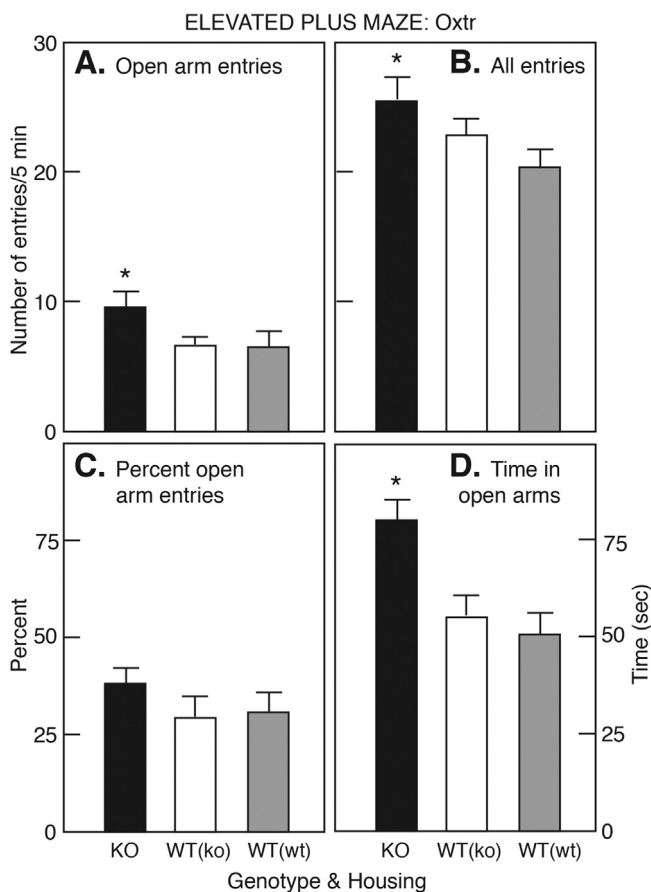 ELEVATED PLUS MAZE: Oxtr
30
20
10
0
Number of entries/5 min
A. Open arm entries
*
B. All entries
*
C. Percent open
arm entries
75
50
25
0
Percent
D. Time in
open arms
*
75
50
25
0
Time (sec)
KO WT(ko) WT(wt) KO WT(ko) WT(wt)
Genotype & Housing